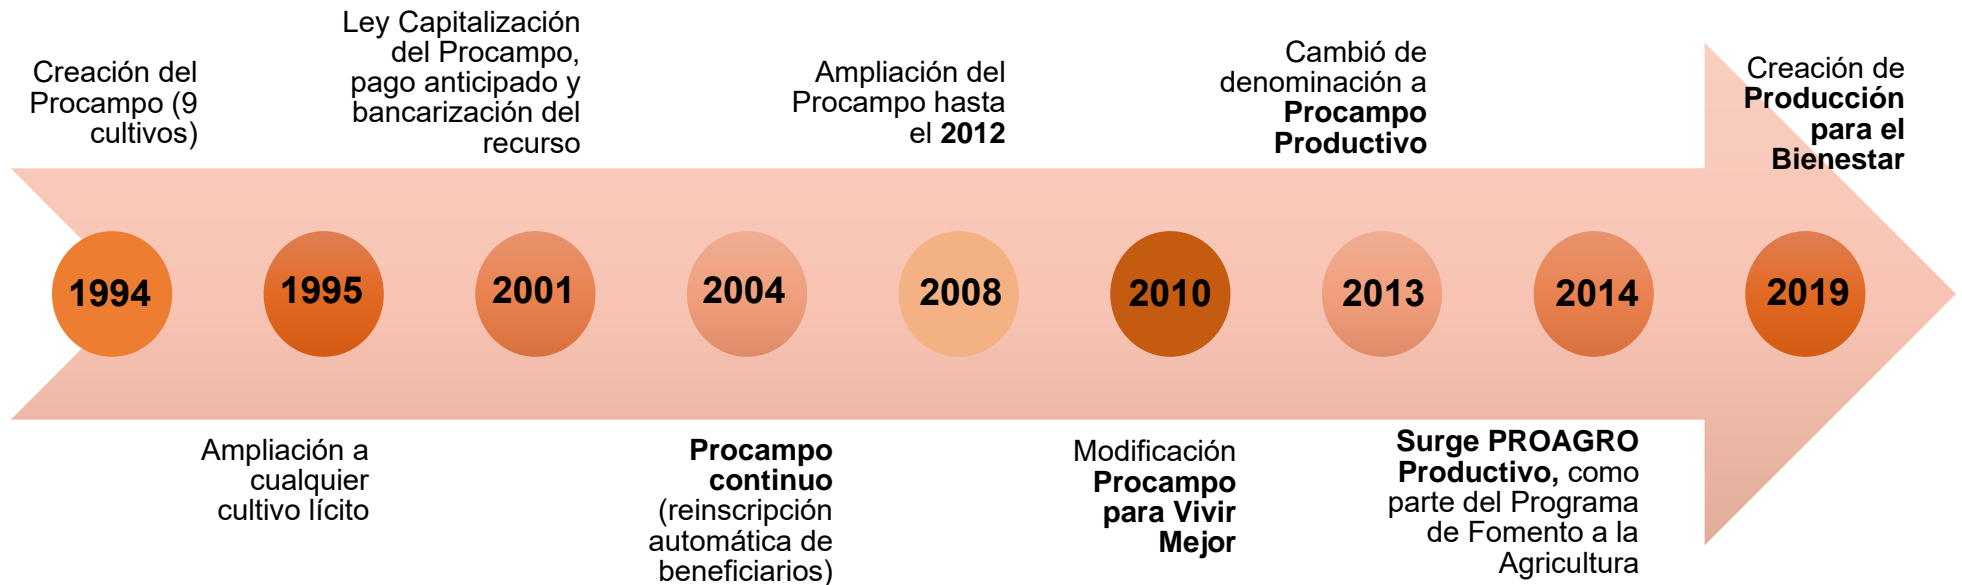 Creación del
Procampo (9
cultivos)
Ley Capitalización
del Procampo,
pago anticipado y
bancarización del
recurso
Ampliación del
Procampo hasta
el 2012
Cambió de
denominación a
Procampo
Productivo
Creación de
Producción
para el
Bienestar
1994
1995
2001
2004
2008
2010
2013
2014
2019
Ampliación a
cualquier
cultivo lícito
Procampo
continuo
(reinscripción
automática de
beneficiarios)
Modificación
Procampo
para Vivir
Mejor
Surge PROAGRO
Productivo, como
parte del Programa
de Fomento a la
Agricultura